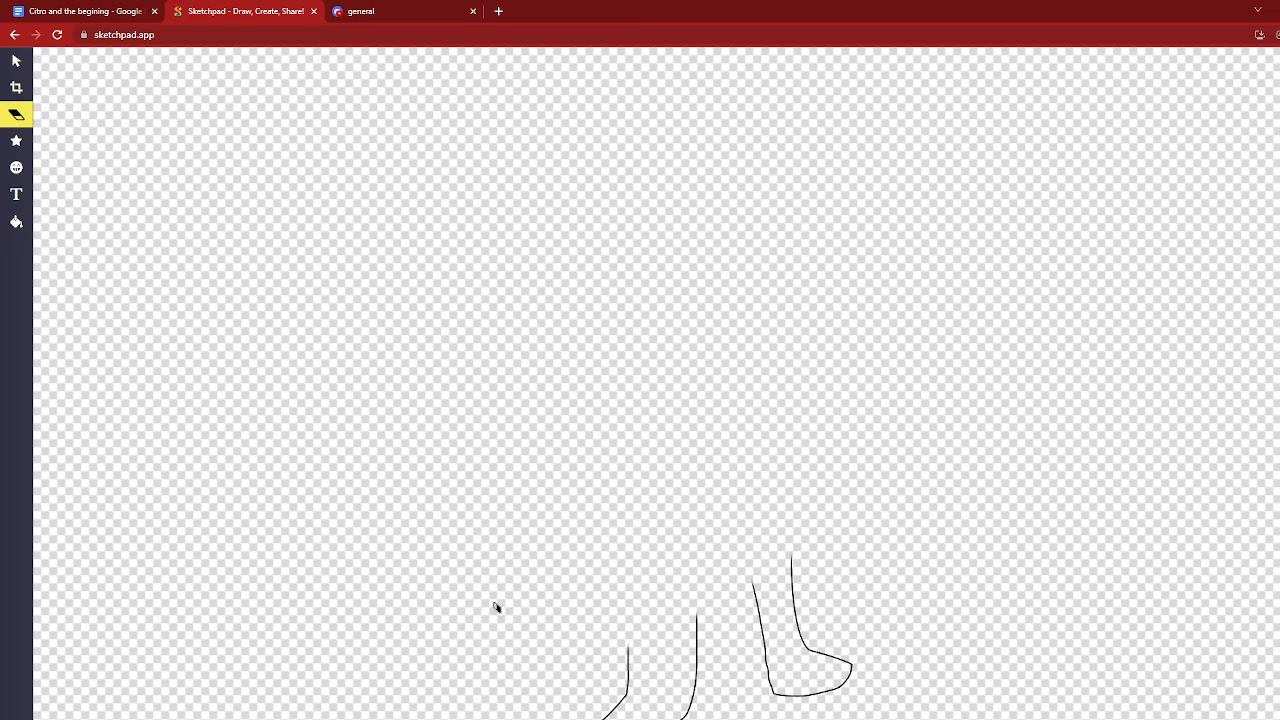 Citro and the begining - Google
Sketchpad - Draw, Create, Share!
general
sketchpad.app
T